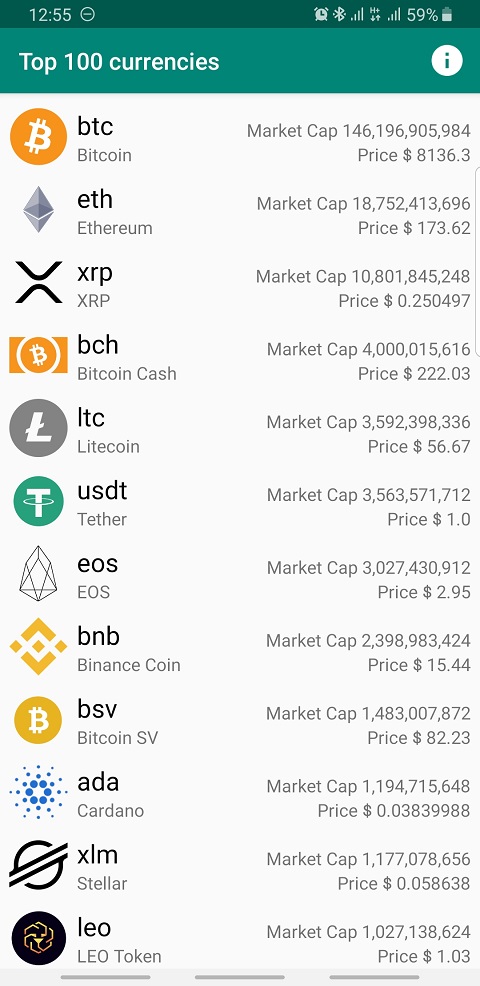 12:55
59%
Top 100 currencies
btc
Market Cap 146,196,905,984
Bitcoin
Price $ 8136.3
eth
Market Cap 18,752,413,696
Ethereum
Price $ 173.62
xrp
Market Cap 10,801,845,248
XRP
Price $ 0.250497
bch
Market Cap 4,000,015,616
Bitcoin Cash
Price $ 222.03
ltc
Market Cap 3,592,398,336
Litecoin
Price $ 56.67
usdt
Market Cap 3,563,571,712
Tether
Price $ 1.0
eos
Market Cap 3,027,430,912
EOS
Price $ 2.95
bnb
Market Cap 2,398,983,424
Binance Coin
Price $ 15.44
bsv
Market Cap 1,483,007,872
Bitcoin SV
Price $ 82.23
ada
Market Cap 1,194,715,648
Cardano
Price $ 0.03839988
xlm
Market Cap 1,177,078,656
Stellar
Price $ 0.058638
leo
Market Cap 1,027,138,624
LEO Token
Price $ 1.03